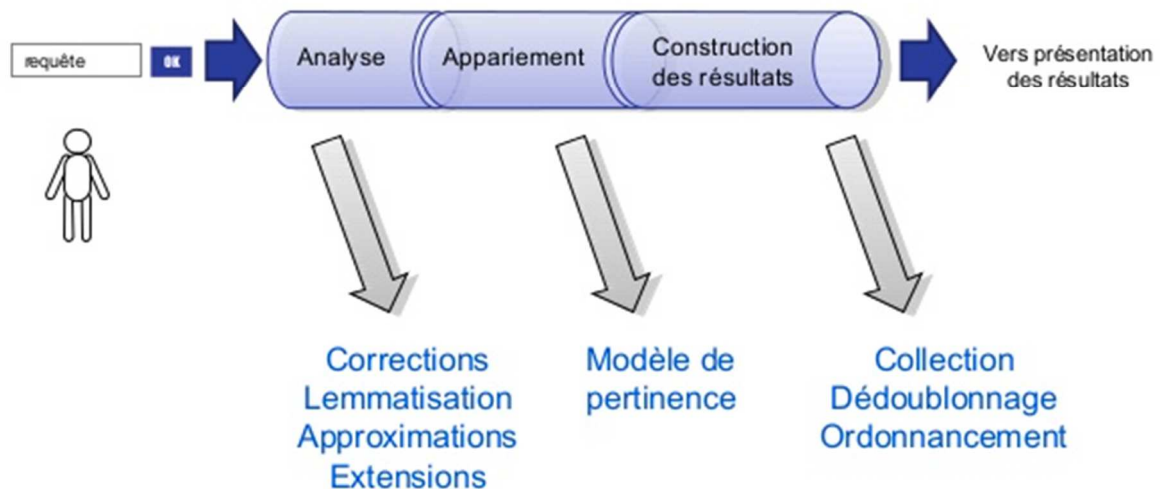 requête
OK
Analyse
Appariement
Construction
des résultats
Vers présentation
des résultats
Corrections
Lemmatisation
Approximations
Extensions
Modèle de
pertinence
Collection
Dédoublonnage
Ordonnancement